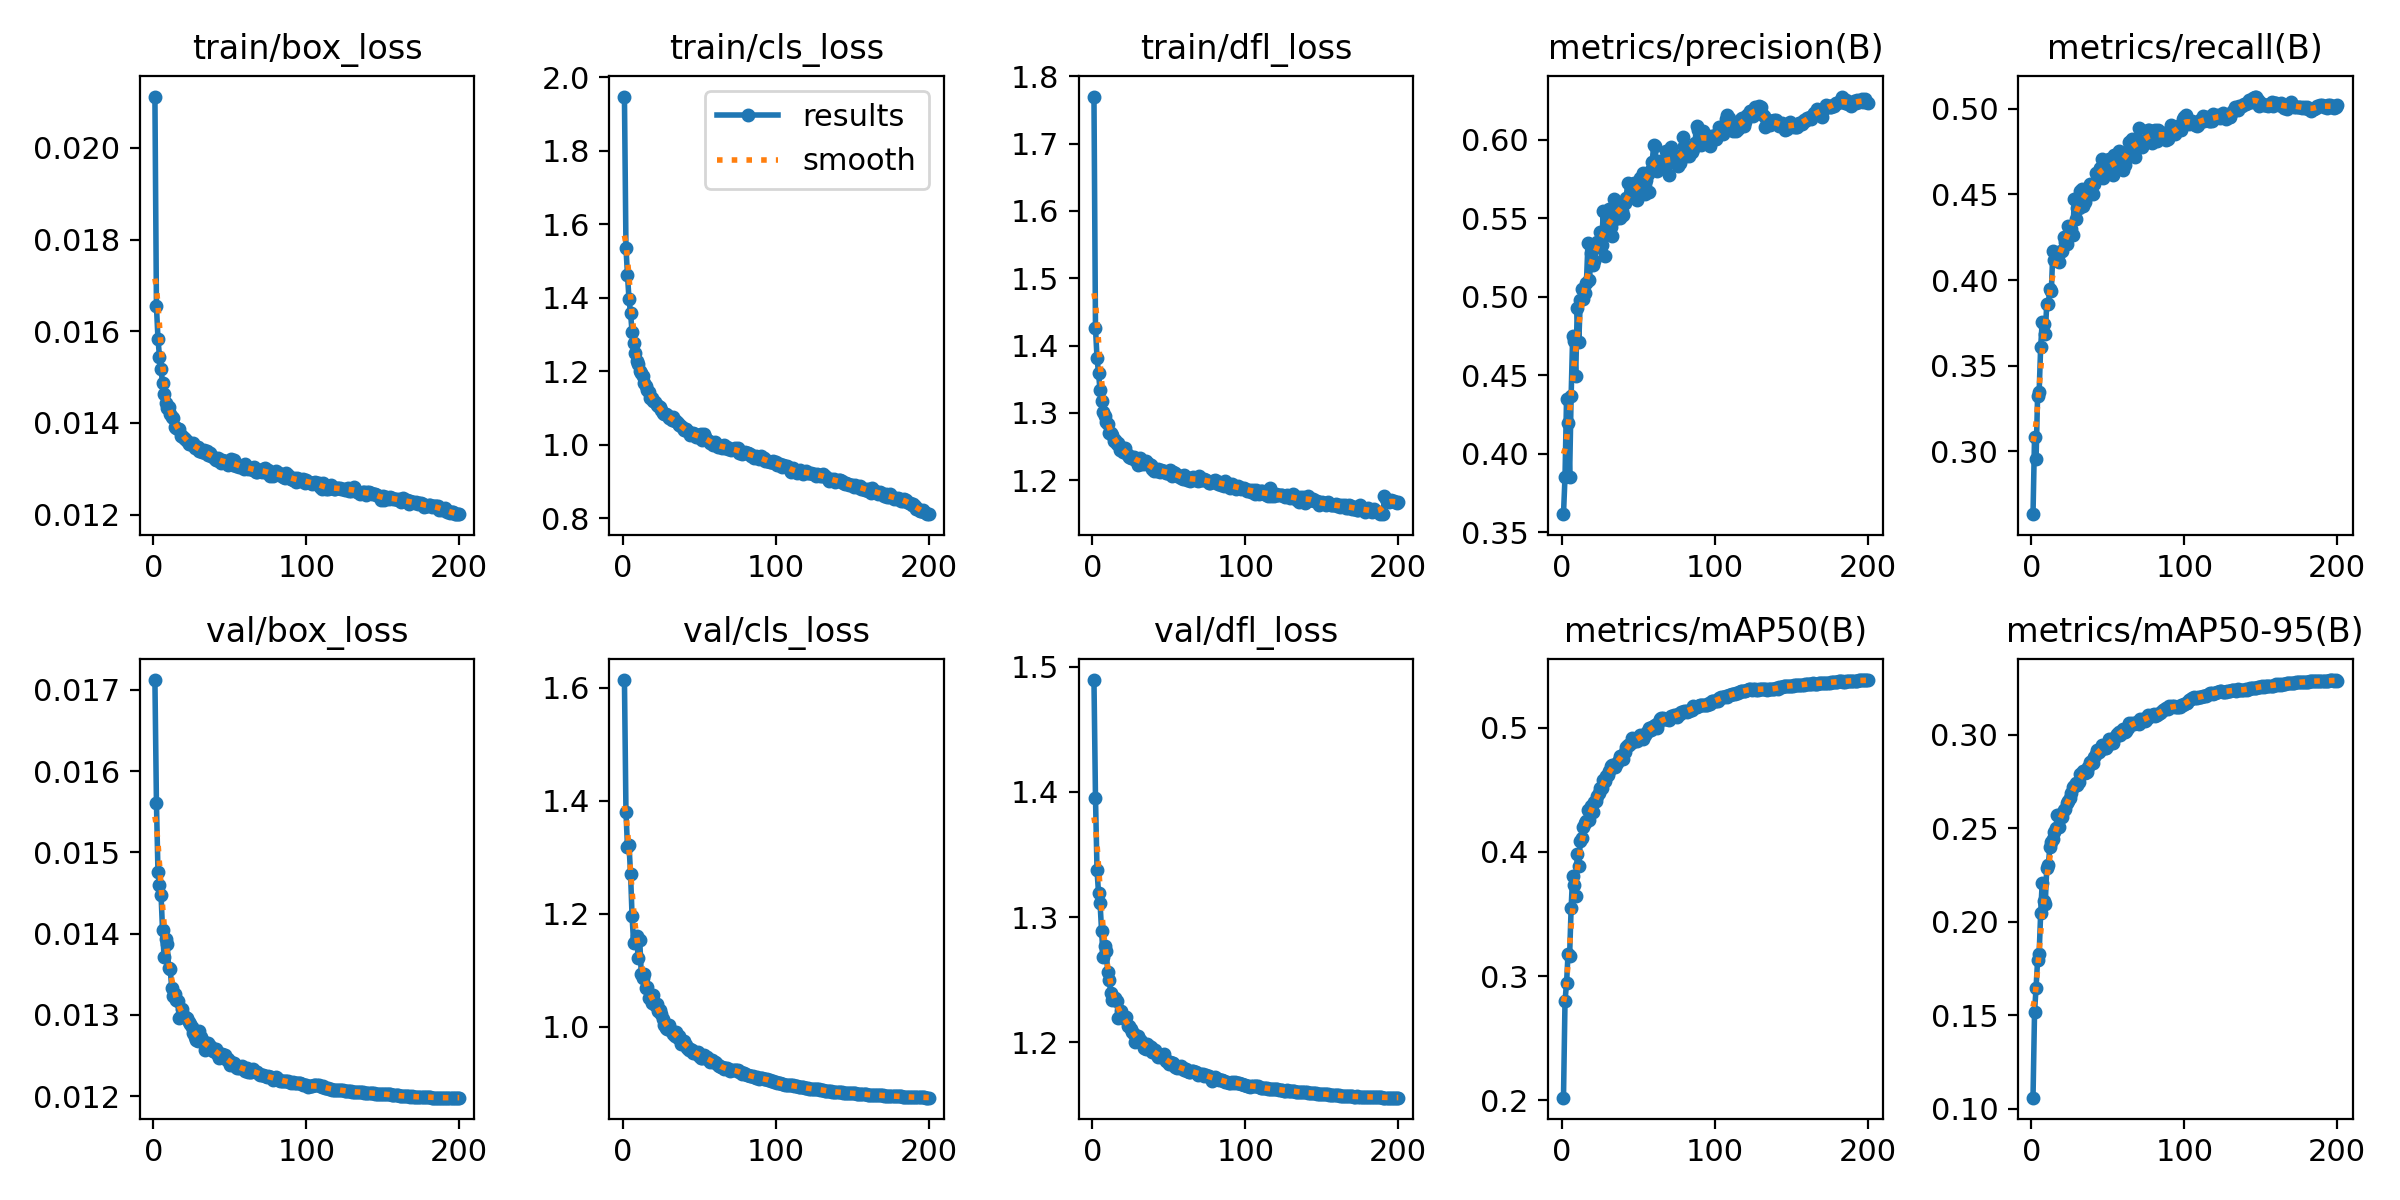 train/box_loss
0.020
0.018
0.016
0.014
0.012
0 100 200
train/cls_loss
results
smooth
2.0
1.8
1.6
1.4
1.2
1.0
0.8
0 100 200
train/dfl_loss
1.8
1.7
1.6
1.5
1.4
1.3
1.2
0 100 200
metrics/precision(B)
0.60
0.55
0.50
0.45
0.40
0.35
0 100 200
metrics/recall(B)
0.50
0.45
0.40
0.35
0.30
0 100 200
val/box_loss
0.017
0.016
0.015
0.014
0.013
0.012
0 100 200
val/cls_loss
1.6
1.4
1.2
1.0
0 100 200
val/dfl_loss
1.5
1.4
1.3
1.2
0 100 200
metrics/mAP50(B)
0.5
0.4
0.3
0.2
0 100 200
metrics/mAP50-95(B)
0.30
0.25
0.20
0.15
0.10
0 100 200